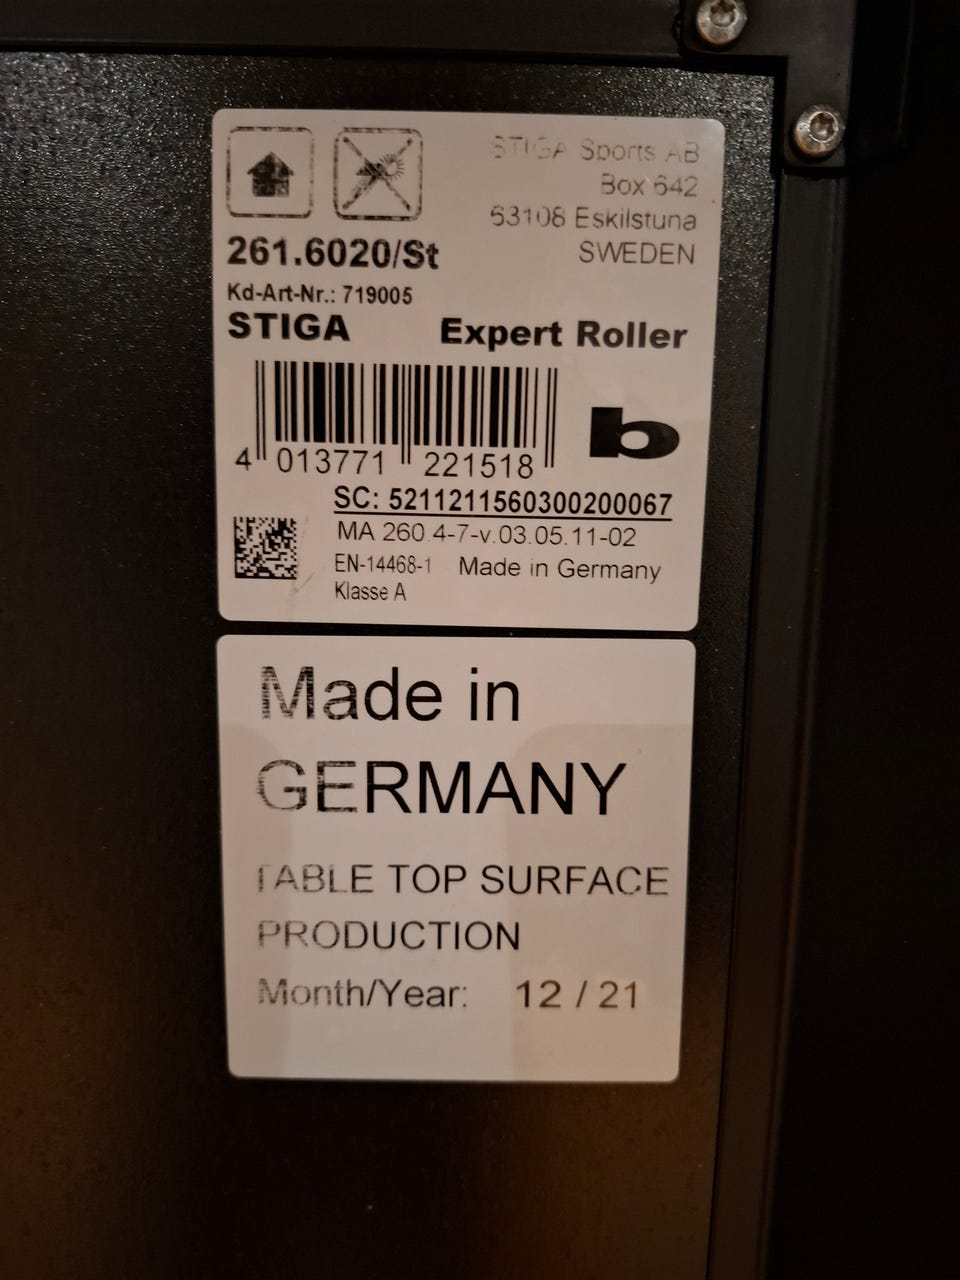 STIGA Sports AB
Box 642
63108 Eskilstuna
SWEDEN
261.6020/St
Kd-Art-Nr.: 719005
STIGA Expert Roller
4 013771 221518
b
SC: 5211211560300200067
MA 260.4-7-v.03.05.11-02
EN-14468-1 Made in Germany
Klasse A
Made in
GERMANY
TABLE TOP SURFACE
PRODUCTION
Month/Year: 12 / 21